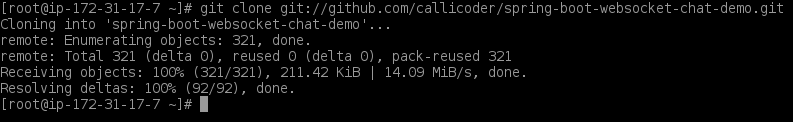 [root@ip-172-31-17-7 ~]# git clone git://github.com/callicoder/spring-boot-websocket-chat-demo.git
Cloning into 'spring-boot-websocket-chat-demo'...
remote: Enumerating objects: 321, done.
remote: Total 321 (delta 0), reused 0 (delta 0), pack-reused 321
Receiving objects: 100% (321/321), 211.42 KiB | 14.09 MiB/s, done.
Resolving deltas: 100% (92/92), done.
[root@ip-172-31-17-7 ~]#